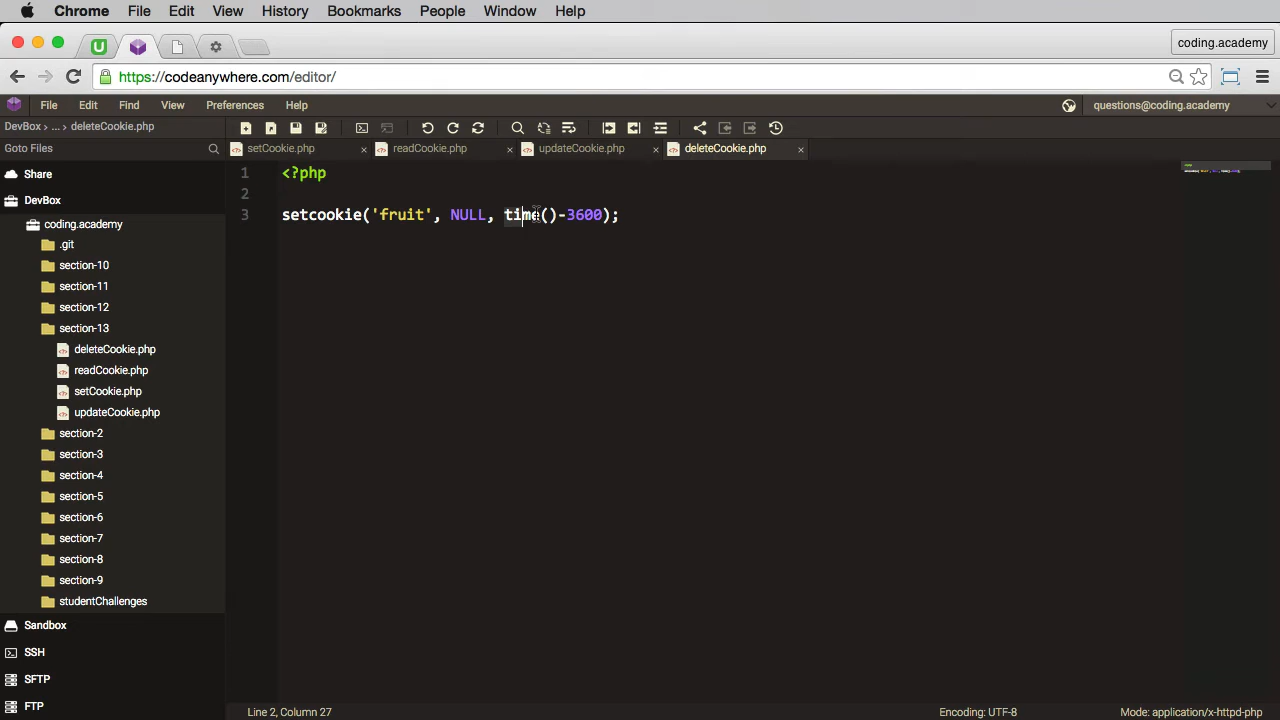 Chrome File Edit View History Bookmarks People Window Help
coding.academy
https://codeanywhere.com/editor/
File Edit Find View Preferences Help questions@coding.academy
DevBox > ... > deleteCookie.php
Goto Files setCookie.php readCookie.php updateCookie.php deleteCookie.php
1 <?php
Share
2
DevBox
3 setcookie('fruit', NULL, time()-3600);
coding.academy
.git
section-10
section-11
section-12
section-13
deleteCookie.php
readCookie.php
setCookie.php
updateCookie.php
section-2
section-3
section-4
section-5
section-6
section-7
section-8
section-9
studentChallenges
Sandbox
SSH
SFTP
FTP
Line 2, Column 27 Encoding: UTF-8 Mode: application/x-httpd-php